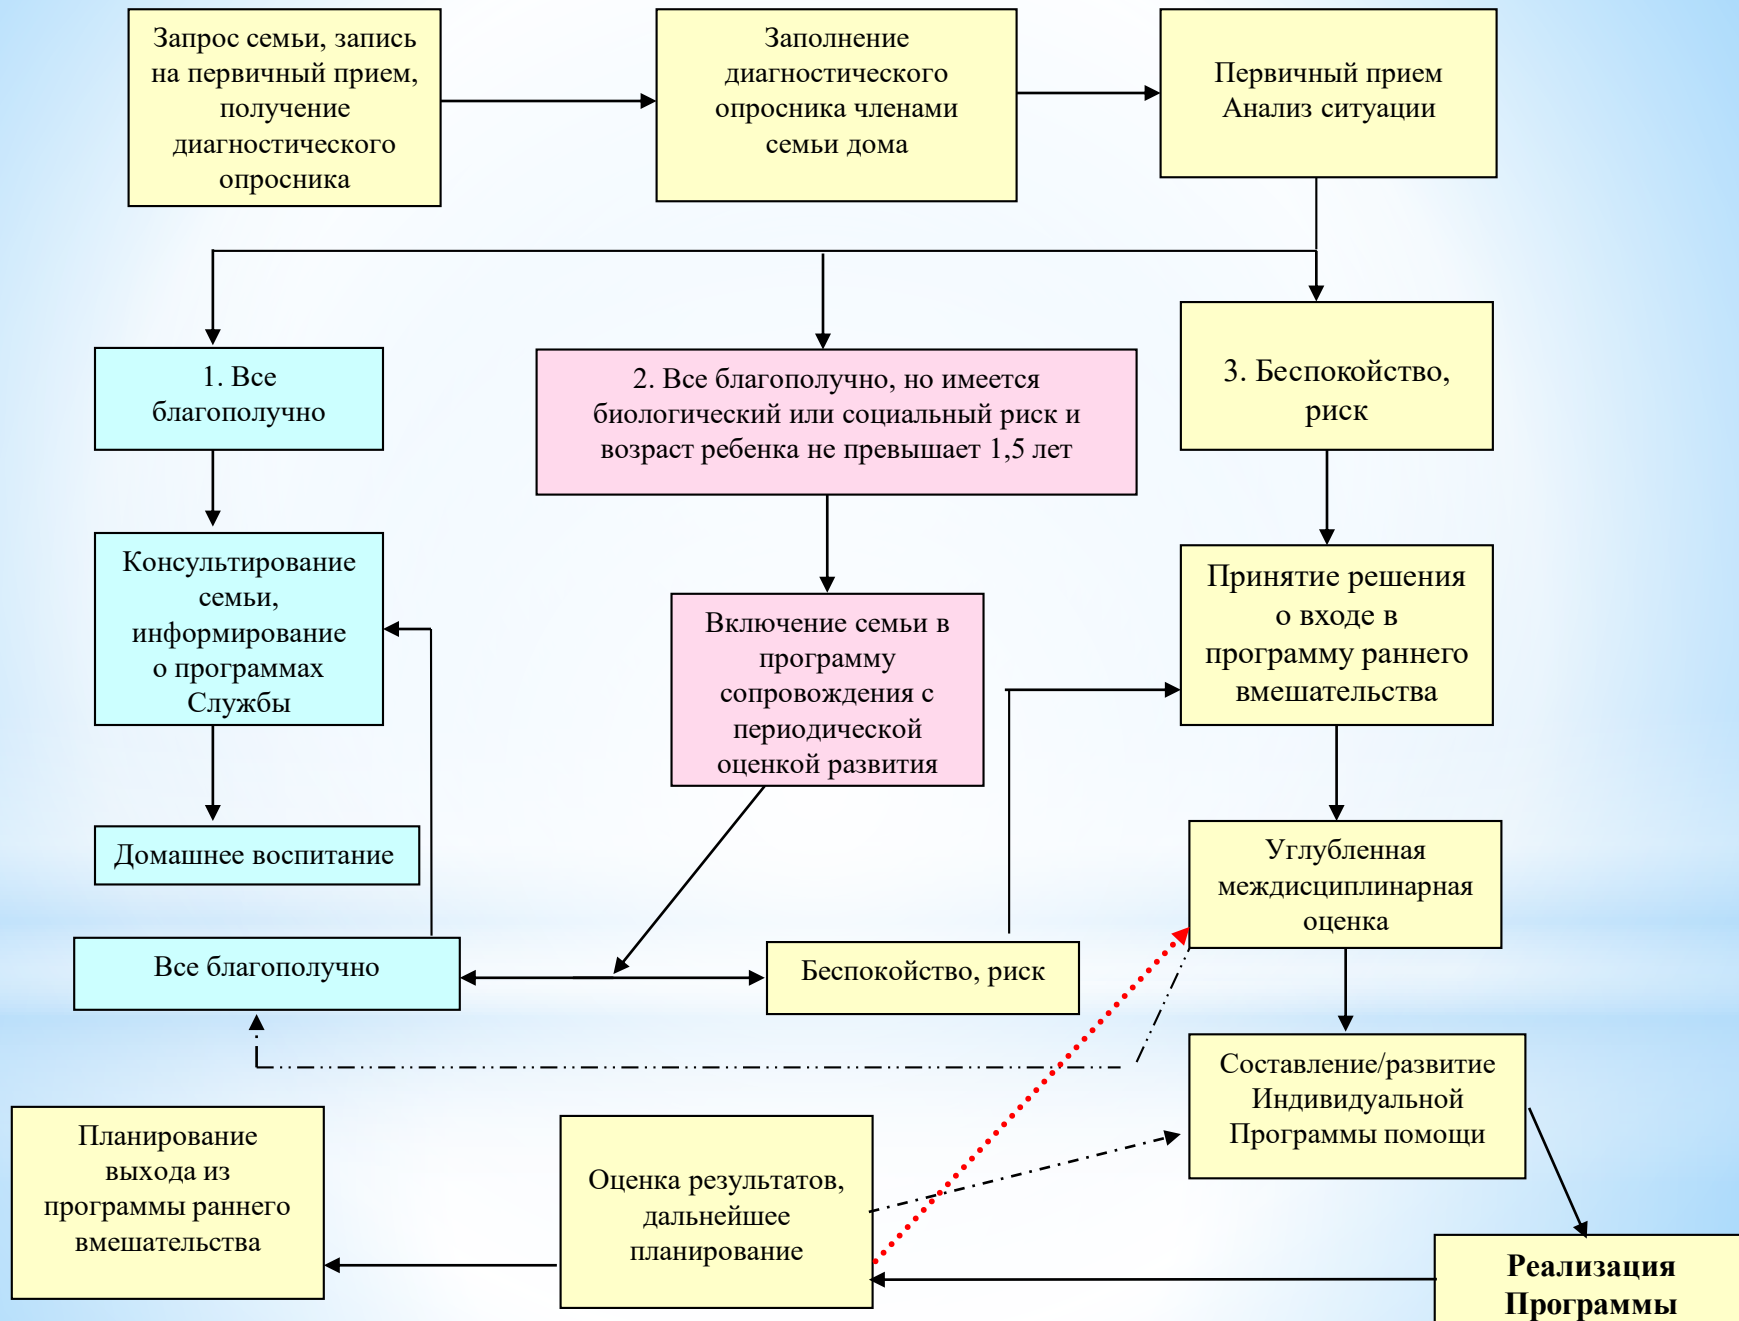 Запрос семьи, запись
на первичный прием,
получение
диагностического
опросника
Заполнение
диагностического
опросника членами
семьи дома
Первичный прием
Анализ ситуации
1. Все
благополучно
2. Все благополучно, но имеется
биологический или социальный риск и
возраст ребенка не превышает 1,5 лет
3. Беспокойство,
риск
Консультирование
семьи,
информирование
о программах
Службы
Включение семьи в
программу
сопровождения с
периодической
оценкой развития
Принятие решения
о входе в
программу раннего
вмешательства
Домашнее воспитание
Углубленная
междисциплинарная
оценка
Все благополучно
Беспокойство, риск
Составление/развитие
Индивидуальной
Программы помощи
Планирование
выхода из
программы раннего
вмешательства
Оценка результатов,
дальнейшее
планирование
Реализация
Программы